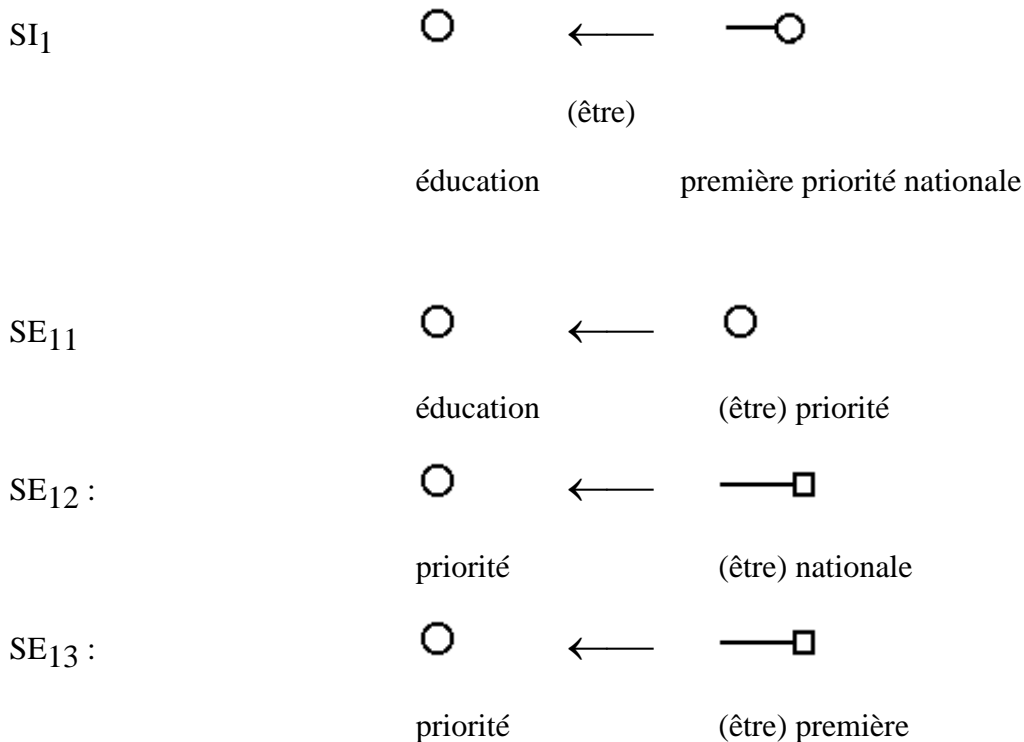 SI1
(être)
éducation première priorité nationale
SE11
éducation (être) priorité
SE12 :
priorité (être) nationale
SE13 :
priorité (être) première